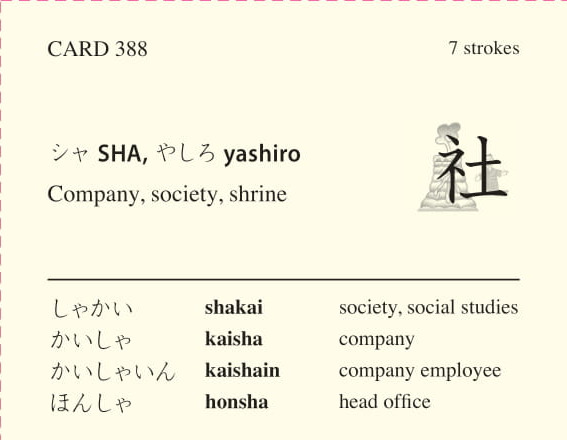 CARD 388 7 strokes
シャ SHA, やしろ yashiro 社
Company, society, shrine
しゃかい shakai society, social studies
かいしゃ kaisha company
かいしゃいん kaishain company employee
ほんしゃ honsha head office